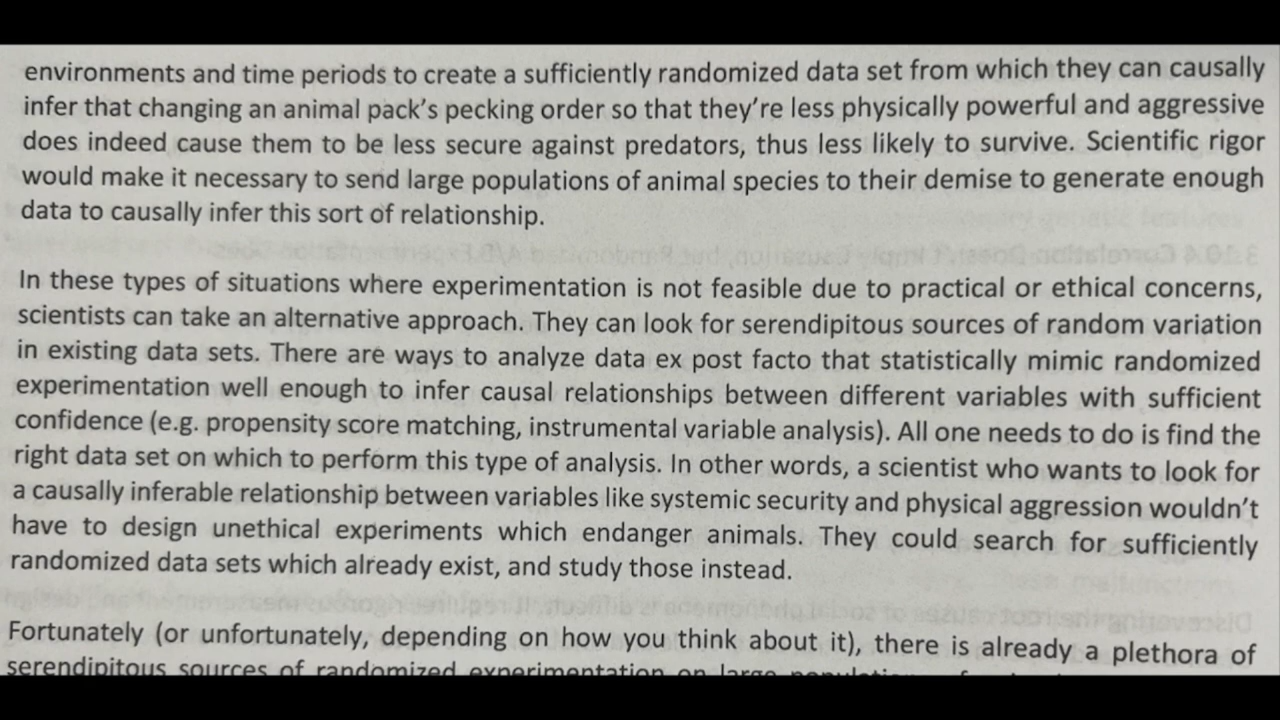 environments and time periods to create a sufficiently randomized data set from which they can causally
infer that changing an animal pack's pecking order so that they're less physically powerful and aggressive
does indeed cause them to be less secure against predators, thus less likely to survive. Scientific rigor
would make it necessary to send large populations of animal species to their demise to generate enough
data to causally infer this sort of relationship.
In these types of situations where experimentation is not feasible due to practical or ethical concerns,
scientists can take an alternative approach. They can look for serendipitous sources of random variation
in existing data sets. There are ways to analyze data ex post facto that statistically mimic randomized
experimentation well enough to infer causal relationships between different variables with sufficient
confidence (e.g. propensity score matching, instrumental variable analysis). All one needs to do is find the
right data set on which to perform this type of analysis. In other words, a scientist who wants to look for
a causally inferable relationship between variables like systemic security and physical aggression wouldn't
have to design unethical experiments which endanger animals. They could search for sufficiently
randomized data sets which already exist, and study those instead.
Fortunately (or unfortunately, depending on how you think about it), there is already a plethora of
serendipitous sources of randomized experimentation on large